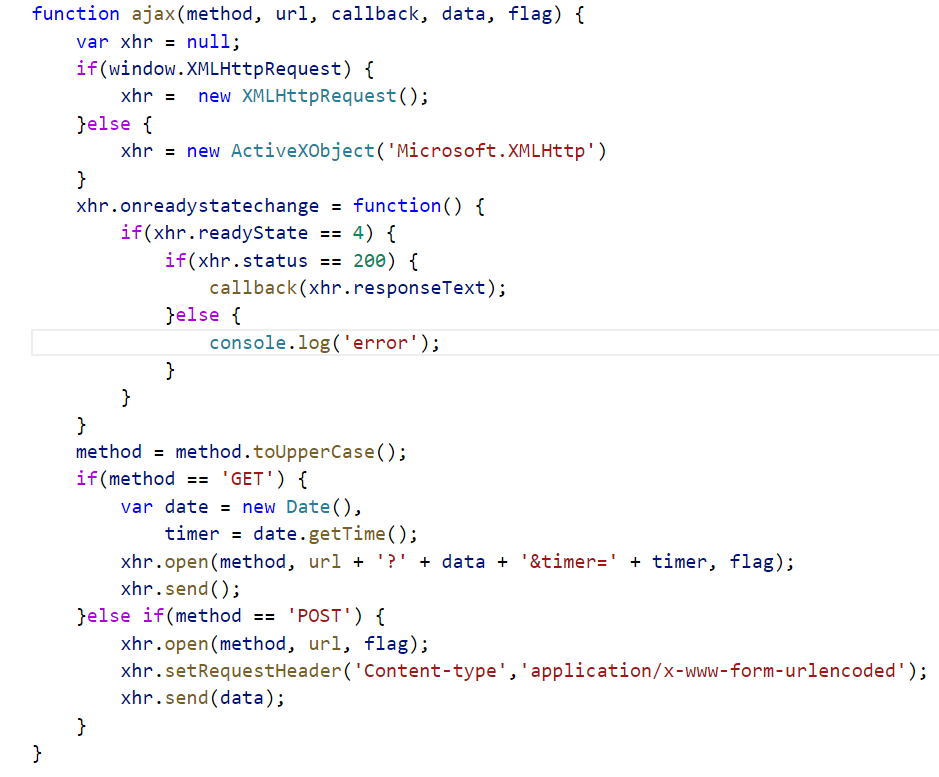 function ajax(method, url, callback, data, flag) {
    var xhr = null;
    if(window.XMLHttpRequest) {
        xhr =  new XMLHttpRequest();
    }else {
        xhr = new ActiveXObject('Microsoft.XMLHttp')
    }
    xhr.onreadystatechange = function() {
        if(xhr.readyState == 4) {
            if(xhr.status == 200) {
                callback(xhr.responseText);
            }else {
                console.log('error');
            }
        }
    }
    method = method.toUpperCase();
    if(method == 'GET') {
        var date = new Date(),
            timer = date.getTime();
        xhr.open(method, url + '?' + data + '&timer=' + timer, flag);
        xhr.send();
    }else if(method == 'POST') {
        xhr.open(method, url, flag);
        xhr.setRequestHeader('Content-type','application/x-www-form-urlencoded');
        xhr.send(data);
    }
}